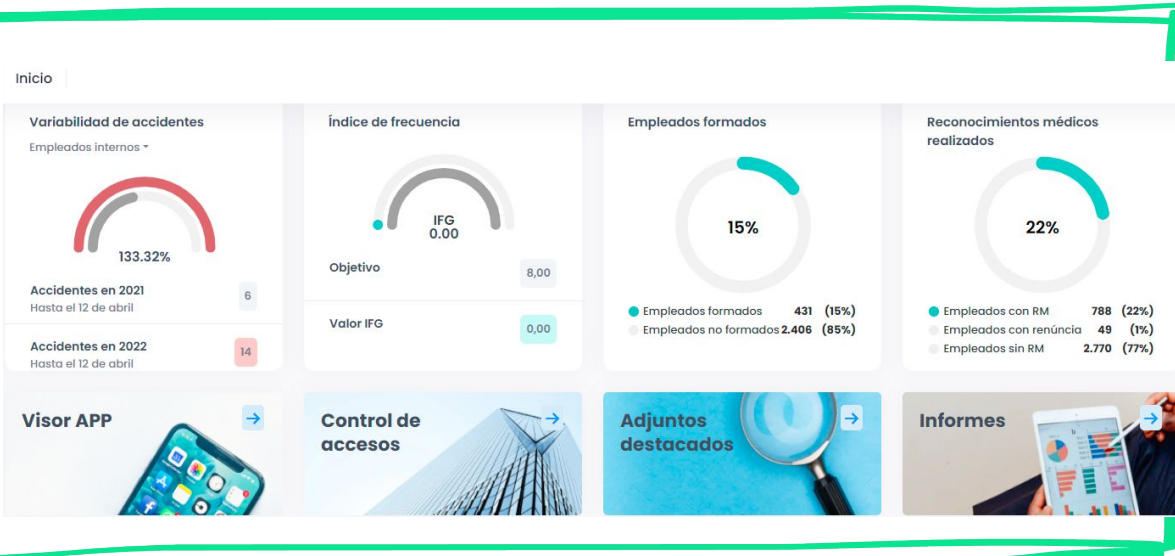 Inicio
Variabilidad de accidentes
Empleados internos
133.32%
Accidentes en 2021
Hasta el 12 de abril
6
Accidentes en 2022
Hasta el 12 de abril
14
Índice de frecuencia
IFG
0.00
Objetivo
8,00
Valor IFG
0,00
Empleados formados
15%
Empleados formados 431 (15%)
Empleados no formados 2.406 (85%)
Reconocimientos médicos
realizados
22%
Empleados con RM 788 (22%)
Empleados con renúncia 49 (1%)
Empleados sin RM 2.770 (77%)
Visor APP
Control de
accesos
Adjuntos
destacados
Informes